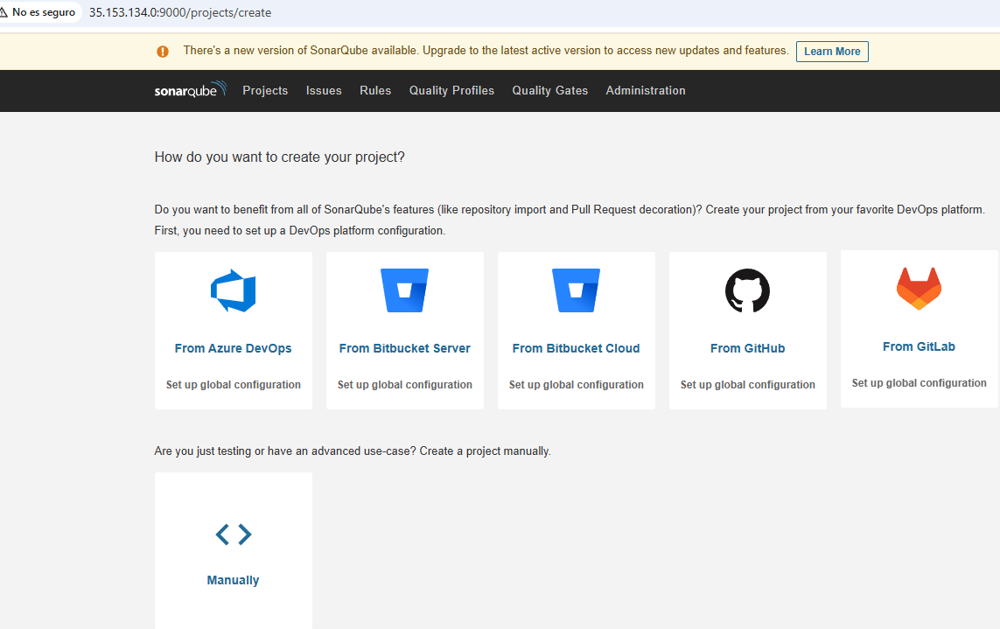 No es seguro 35.153.134.0:9000/projects/create
There's a new version of SonarQube available. Upgrade to the latest active version to access new updates and features. Learn More
sonarqube Projects Issues Rules Quality Profiles Quality Gates Administration
How do you want to create your project?
Do you want to benefit from all of SonarQube's features (like repository import and Pull Request decoration)? Create your project from your favorite DevOps platform.
First, you need to set up a DevOps platform configuration.
From Azure DevOps From Bitbucket Server From Bitbucket Cloud From GitHub From GitLab
Set up global configuration Set up global configuration Set up global configuration Set up global configuration Set up global configuration
Are you just testing or have an advanced use-case? Create a project manually.
Manually